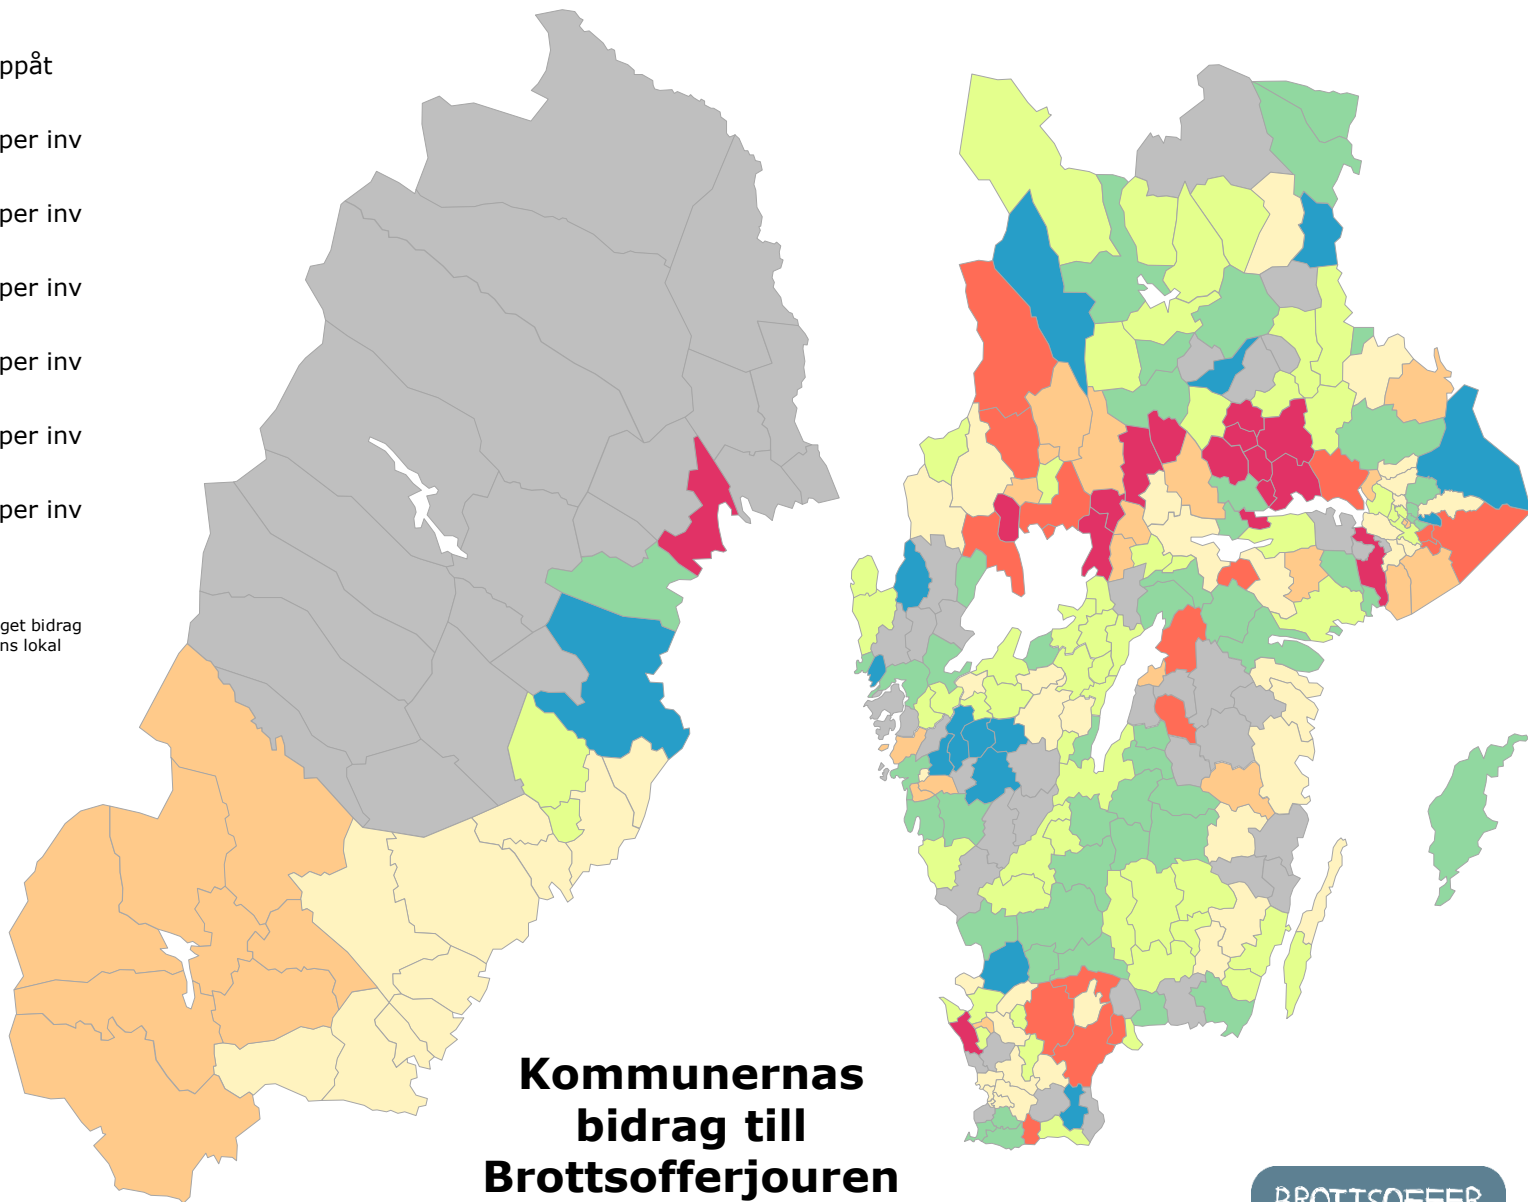 ppåt
per inv
per inv
per inv
per inv
per inv
per inv
get bidrag
ns lokal
Kommunernas
bidrag till
Brottsofferjouren
BROTTSOFFER